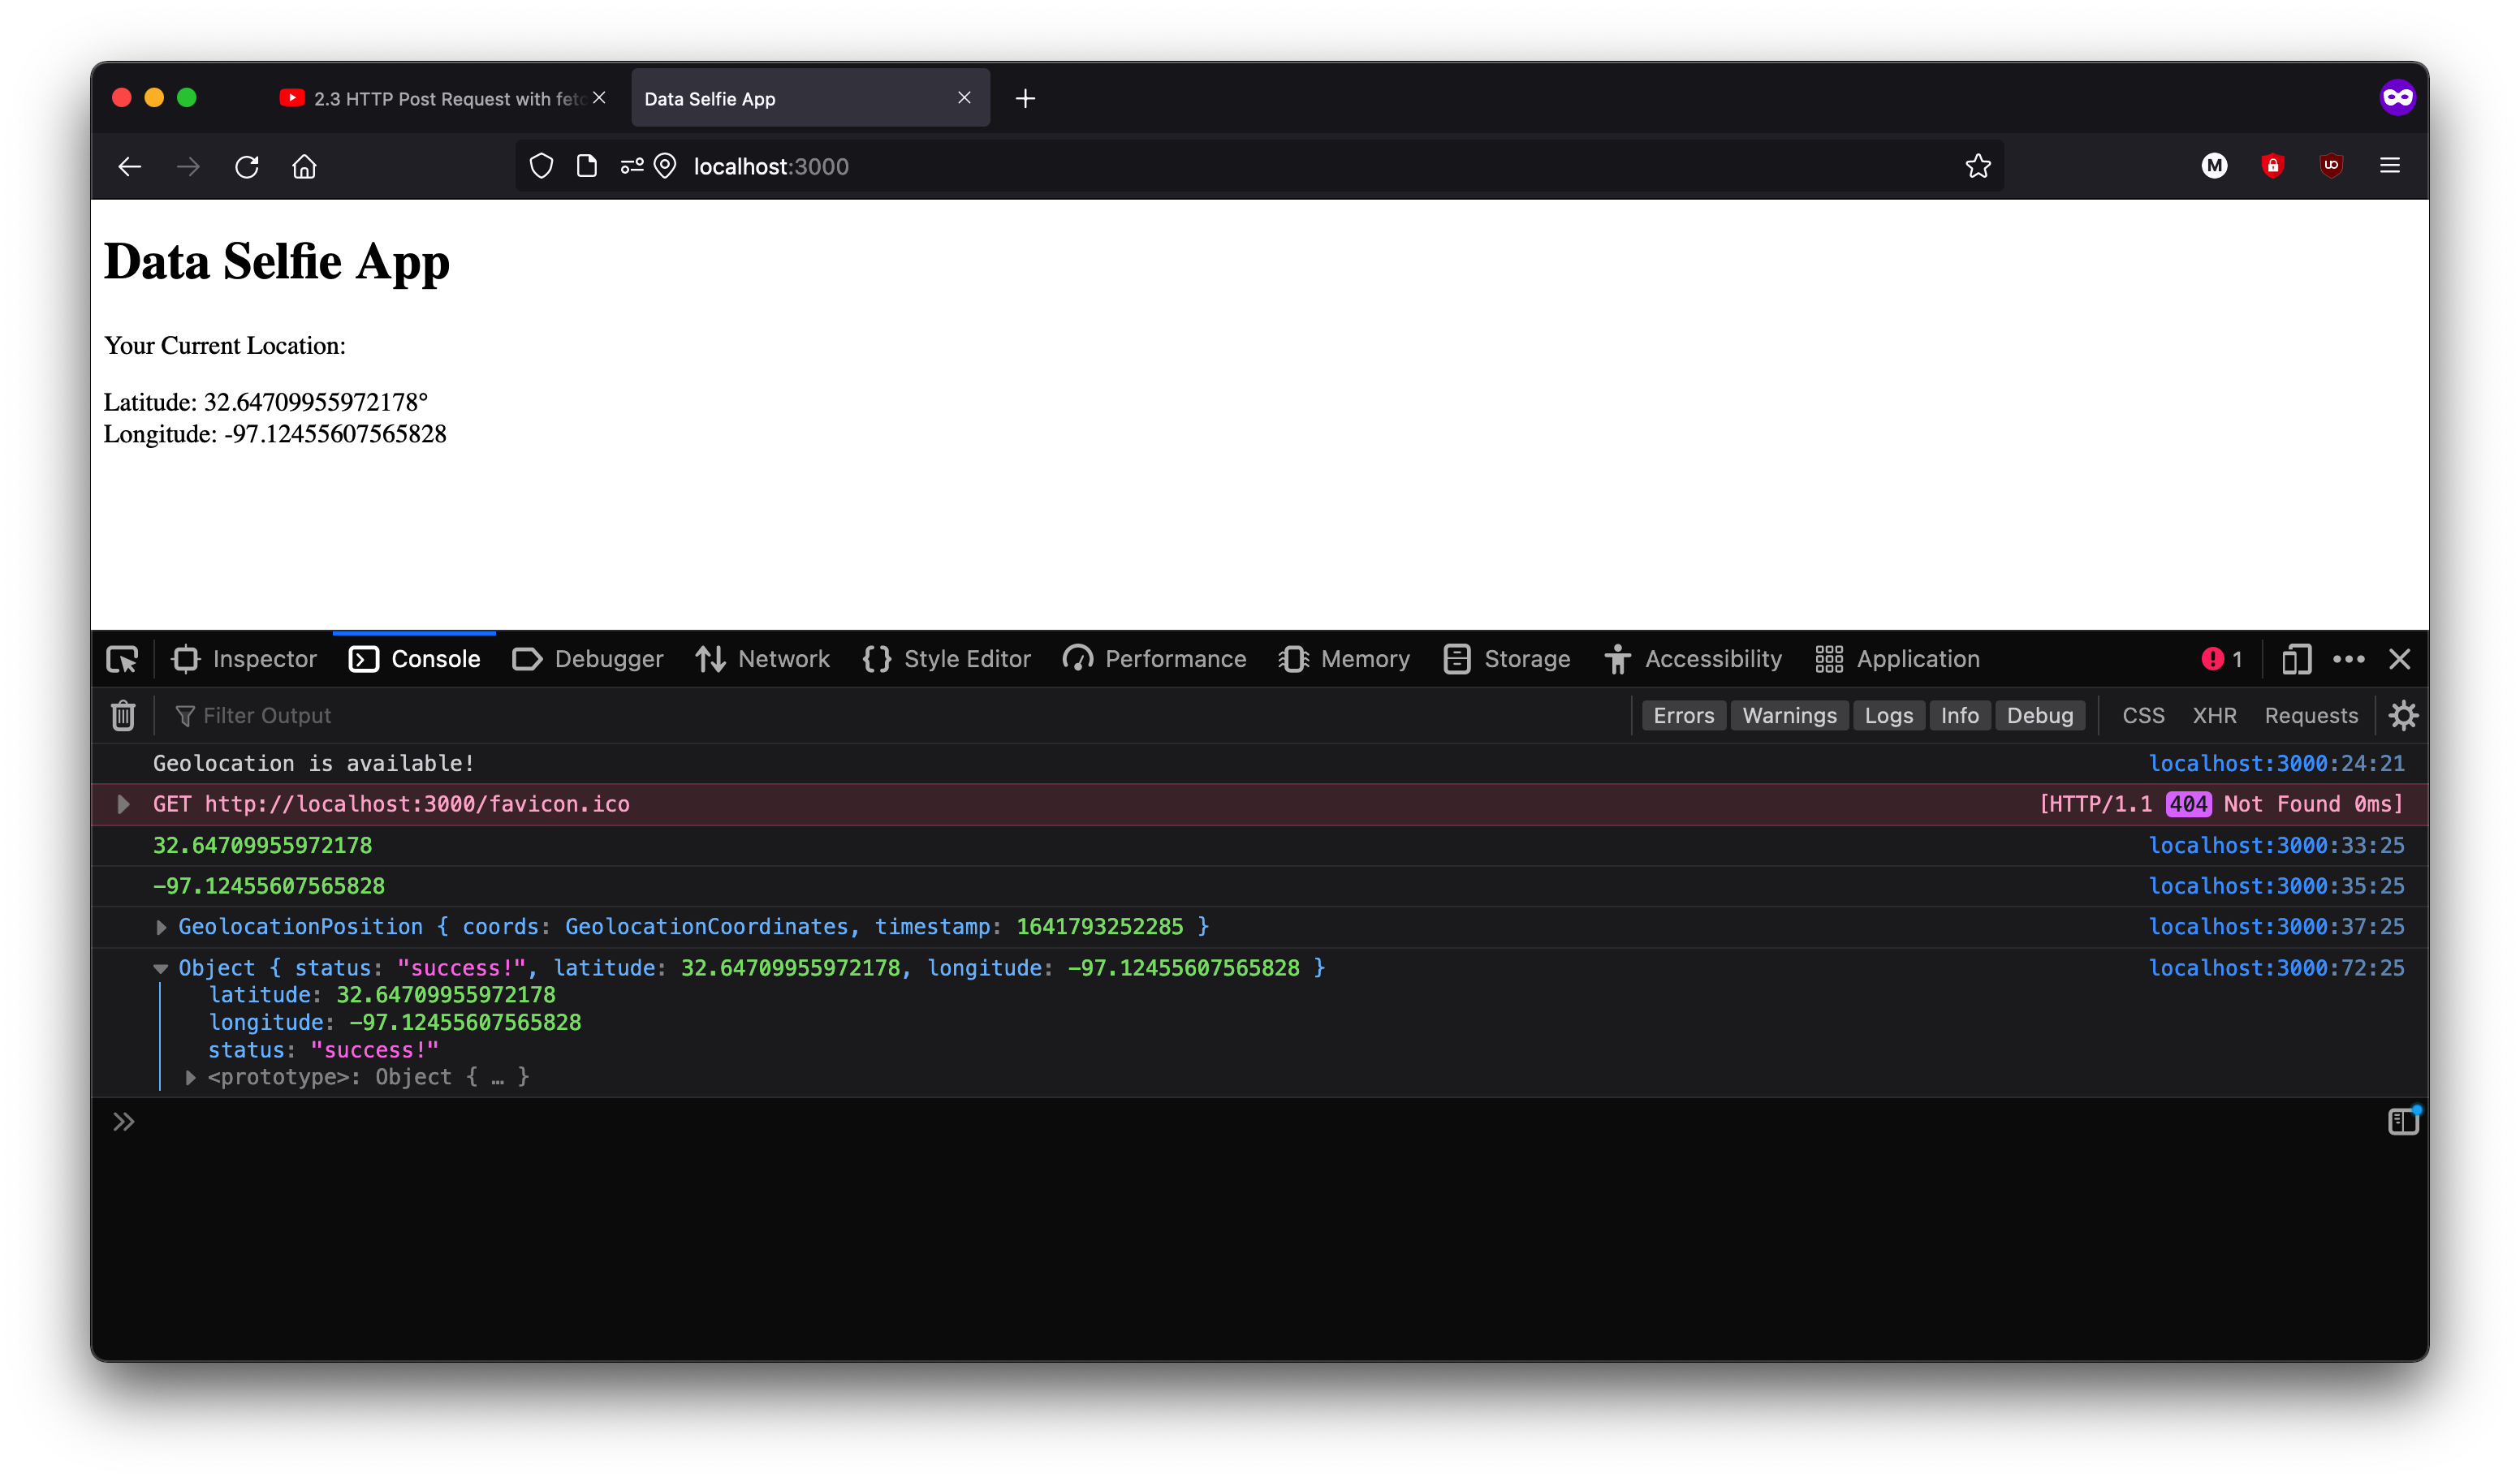 2.3 HTTP Post Request with fetc
Data Selfie App
localhost:3000
M
Data Selfie App
Your Current Location:
Latitude: 32.64709955972178°
Longitude: -97.12455607565828
Inspector Console Debugger Network Style Editor Performance Memory Storage Accessibility Application 1
Filter Output Errors Warnings Logs Info Debug CSS XHR Requests
Geolocation is available! localhost:3000:24:21
GET http://localhost:3000/favicon.ico [HTTP/1.1 404 Not Found 0ms]
32.64709955972178 localhost:3000:33:25
-97.12455607565828 localhost:3000:35:25
GeolocationPosition { coords: GeolocationCoordinates, timestamp: 1641793252285 } localhost:3000:37:25
Object { status: "success!", latitude: 32.64709955972178, longitude: -97.12455607565828 } localhost:3000:72:25
latitude: 32.64709955972178
longitude: -97.12455607565828
status: "success!"
<prototype>: Object { … }